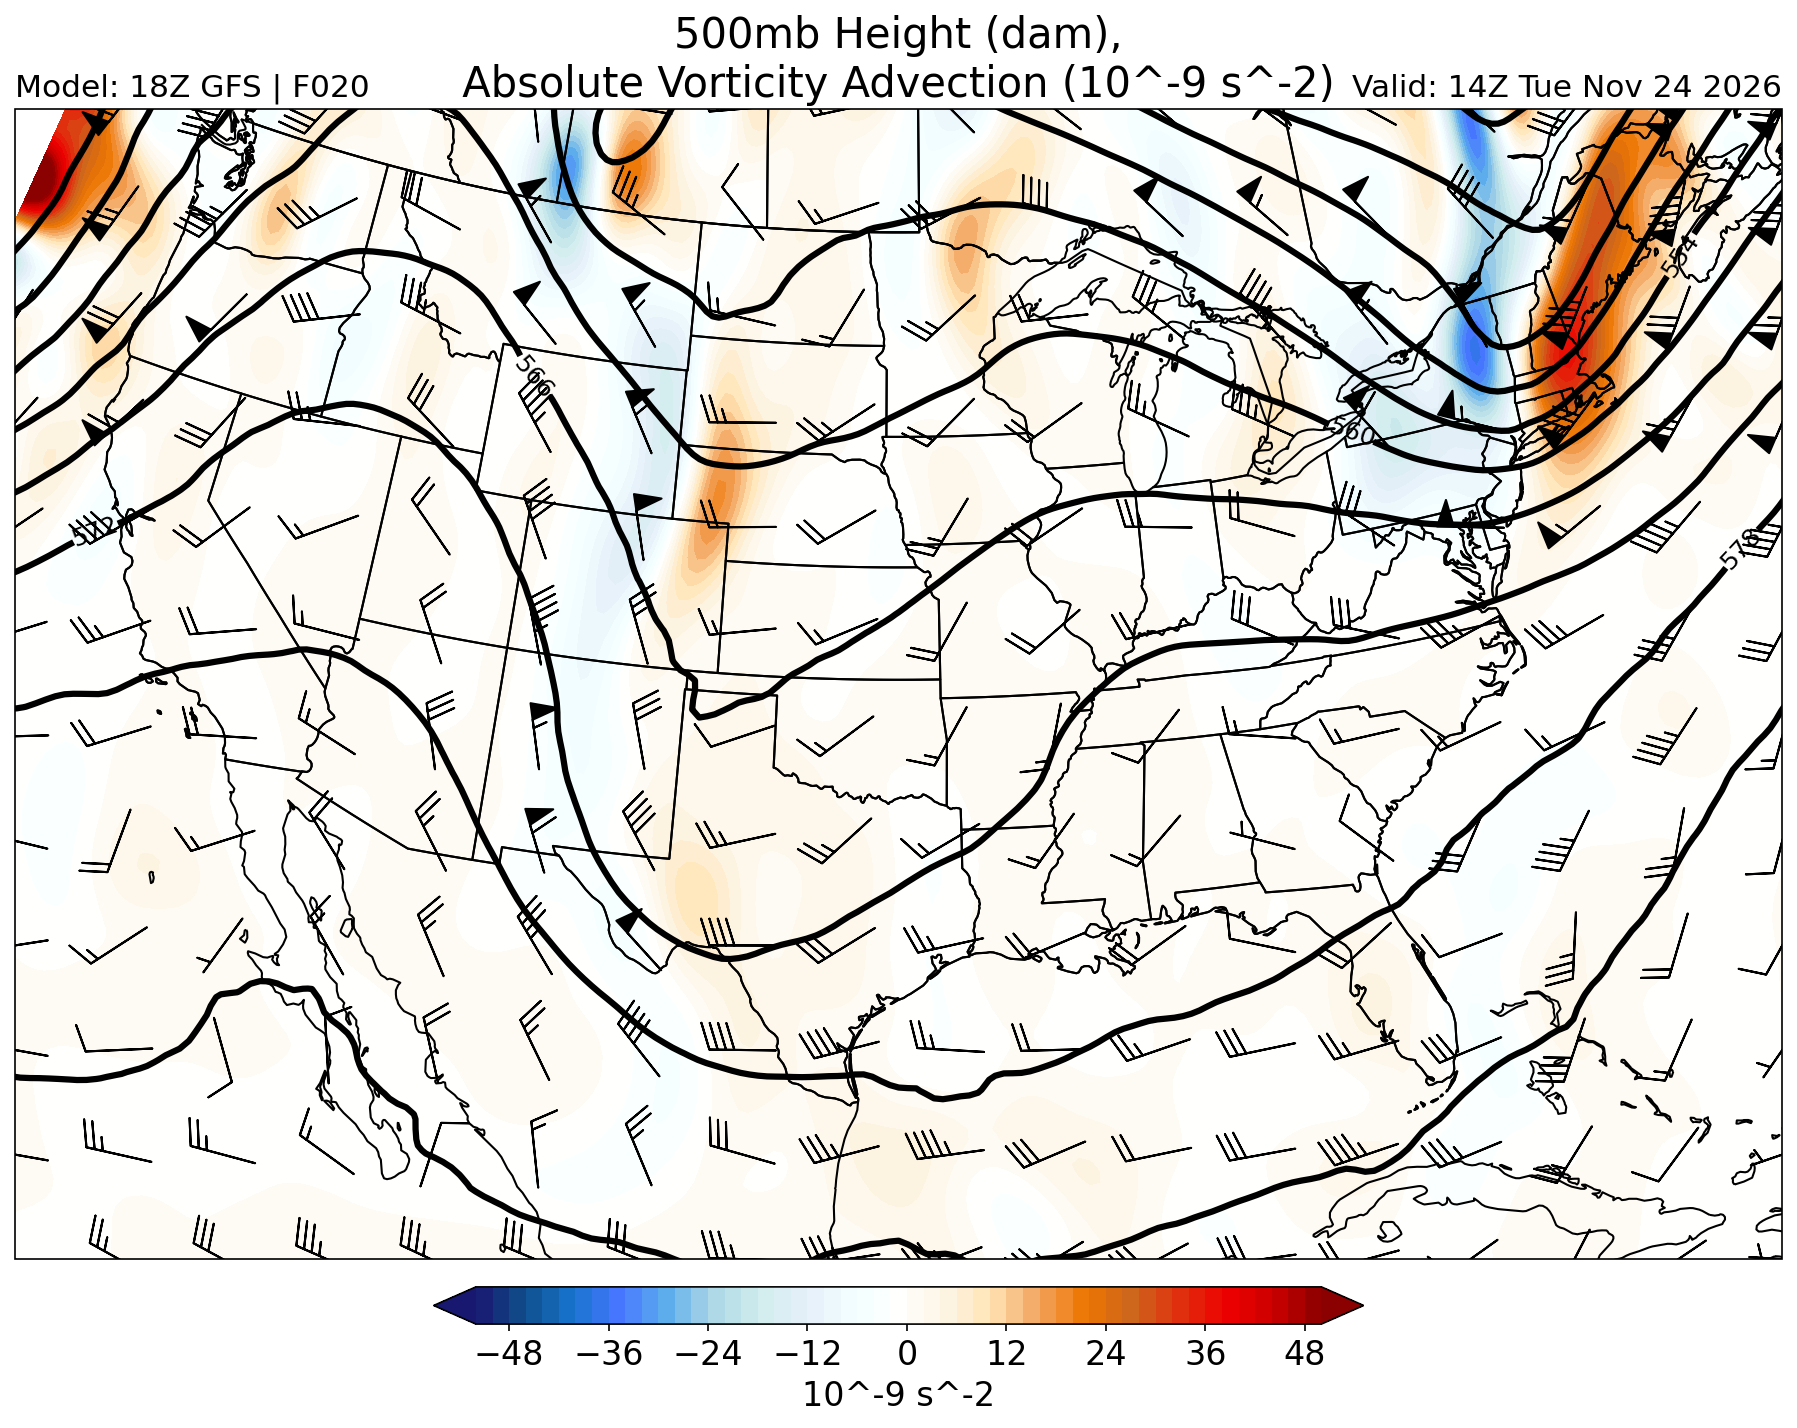 500mb Height (dam),
Model: 18Z GFS | F020
Absolute Vorticity Advection (10^-9 s^-2)
Valid: 14Z Tue Nov 24 2026
554
566
560
572
578
−48 −36 −24 −12 0 12 24 36 48
10^-9 s^-2